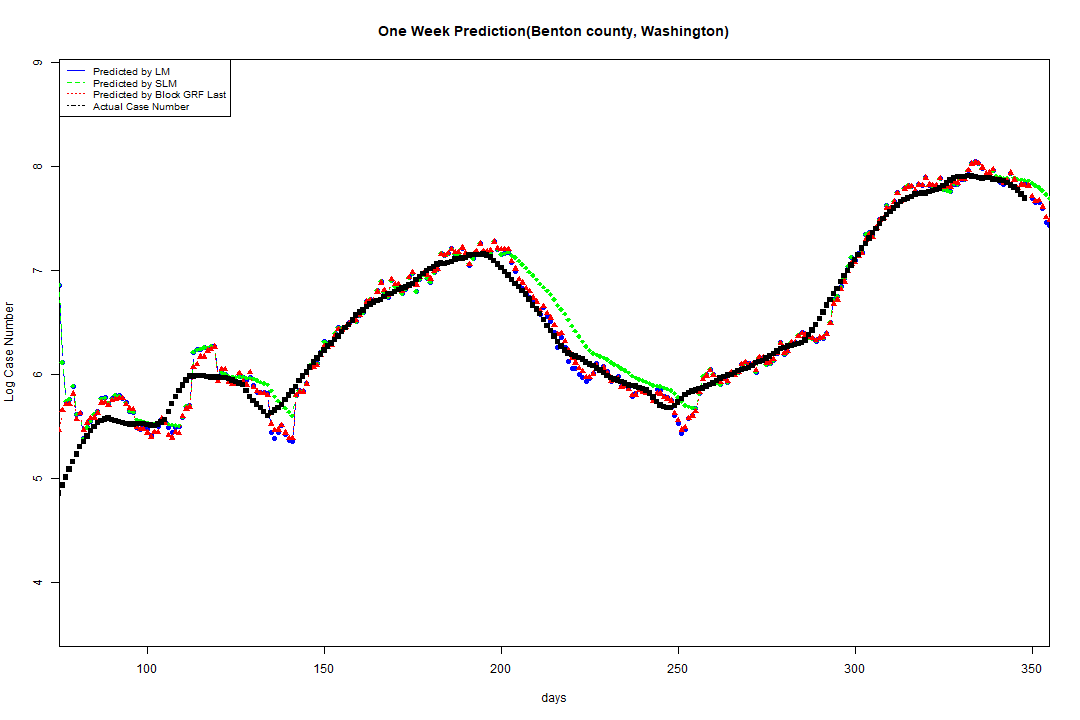 One Week Prediction(Benton county, Washington)
Predicted by LM
Predicted by SLM
Predicted by Block GRF Last
Actual Case Number
9
8
7
6
5
4
Log Case Number
100 150 200 250 300 350
days